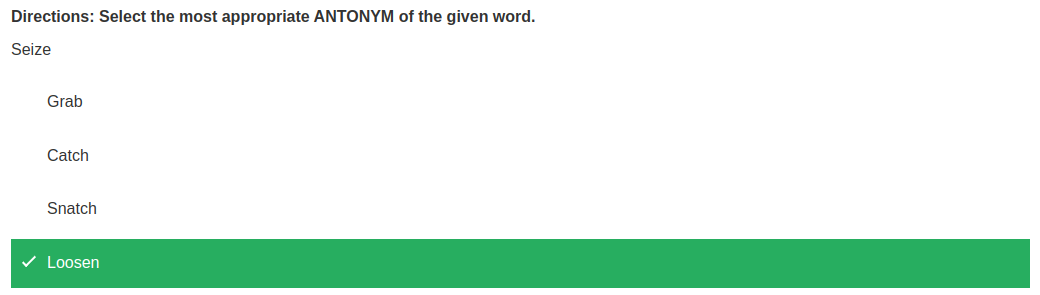 Directions: Select the most appropriate ANTONYM of the given word.
Seize
Grab
Catch
Snatch
Loosen